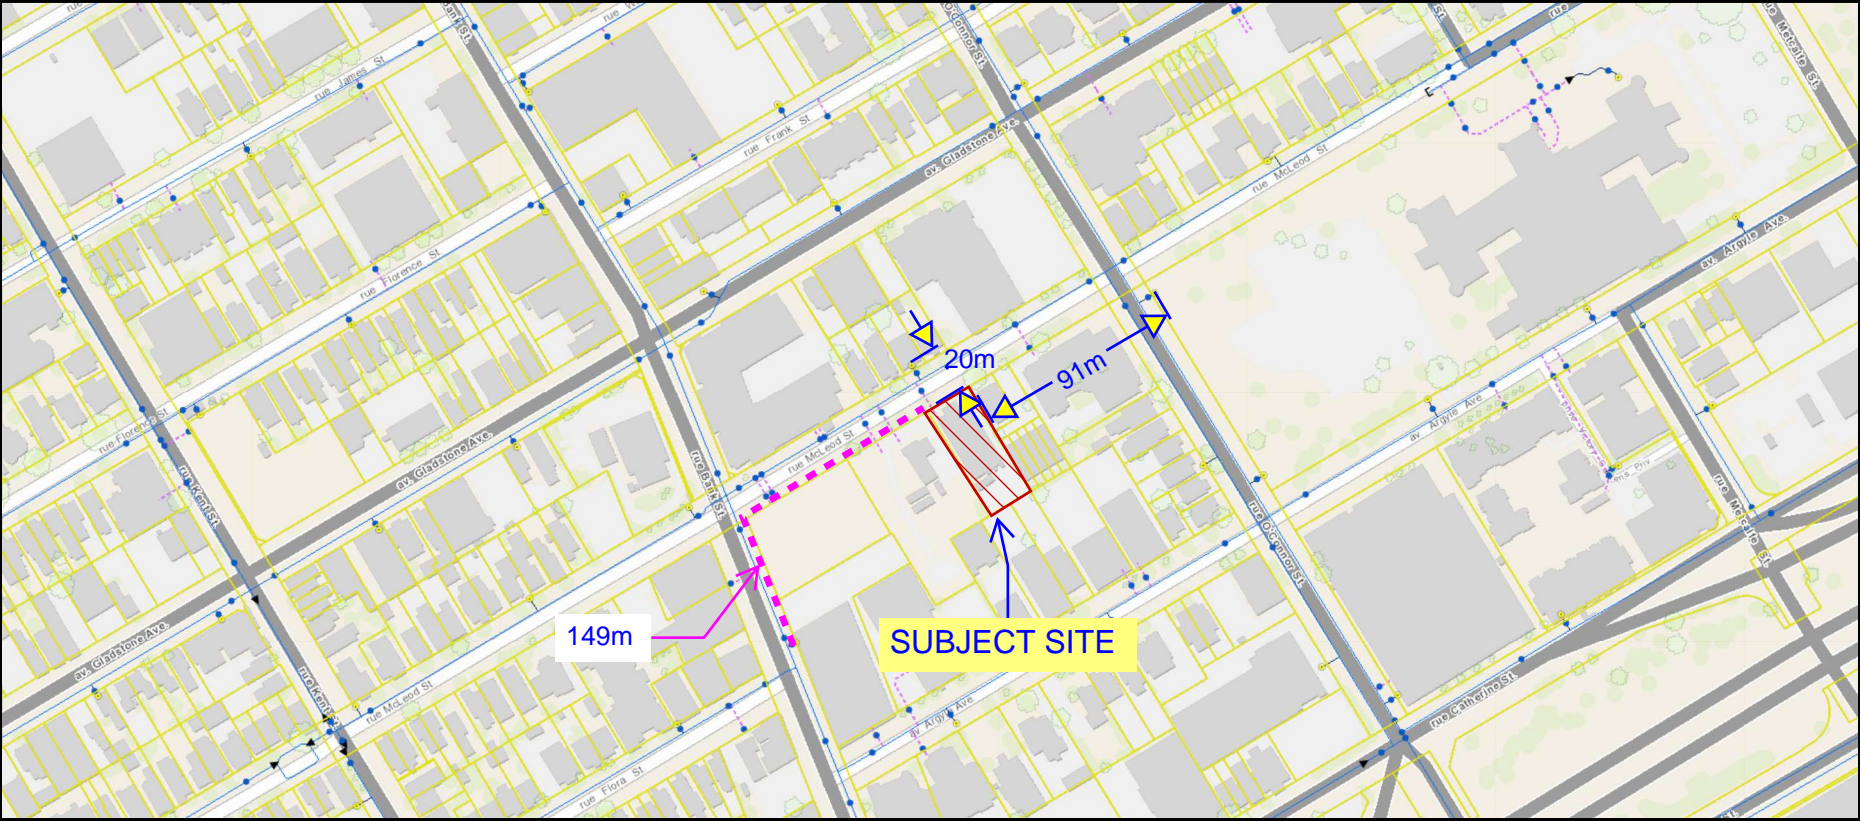 rue James St
Bank St.
rue W
O'Connor St.
St
rue
rue Metcalfe St.
rue Frank St
av. Gladstone Ave.
E
rue McLeod St
av. Argyle Ave.
rue Florence St
20m
91m
rue Florence St
av. Gladstone Ave.
rue Kent St.
rue Bank St.
rue McLeod St
av Argyle Ave
rue O'Connor St.
rue Metcalfe St.
149m
SUBJECT SITE
av. Gladstone Ave.
rue Kent St.
rue McLeod St
av Argyle Ave
rue Catherine St.
rue Flora St